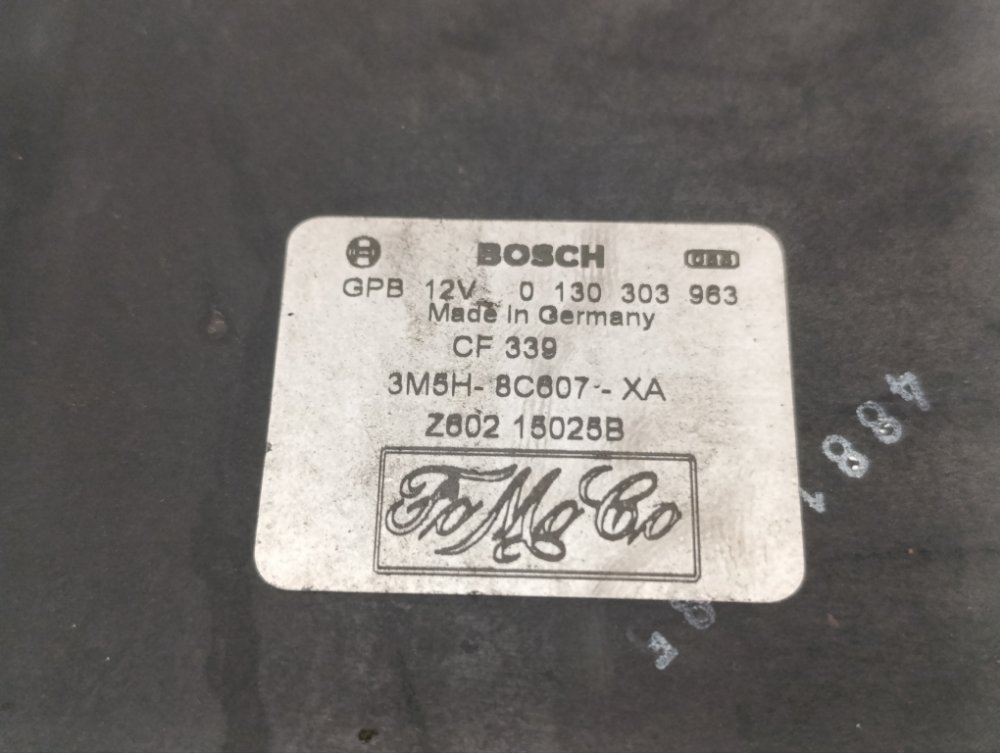 BOSCH
GPB 12V 0 130 303 963
Made in Germany
CF 339
3M5H- 8C607 - XA
Z602 15025B
FoMoCo